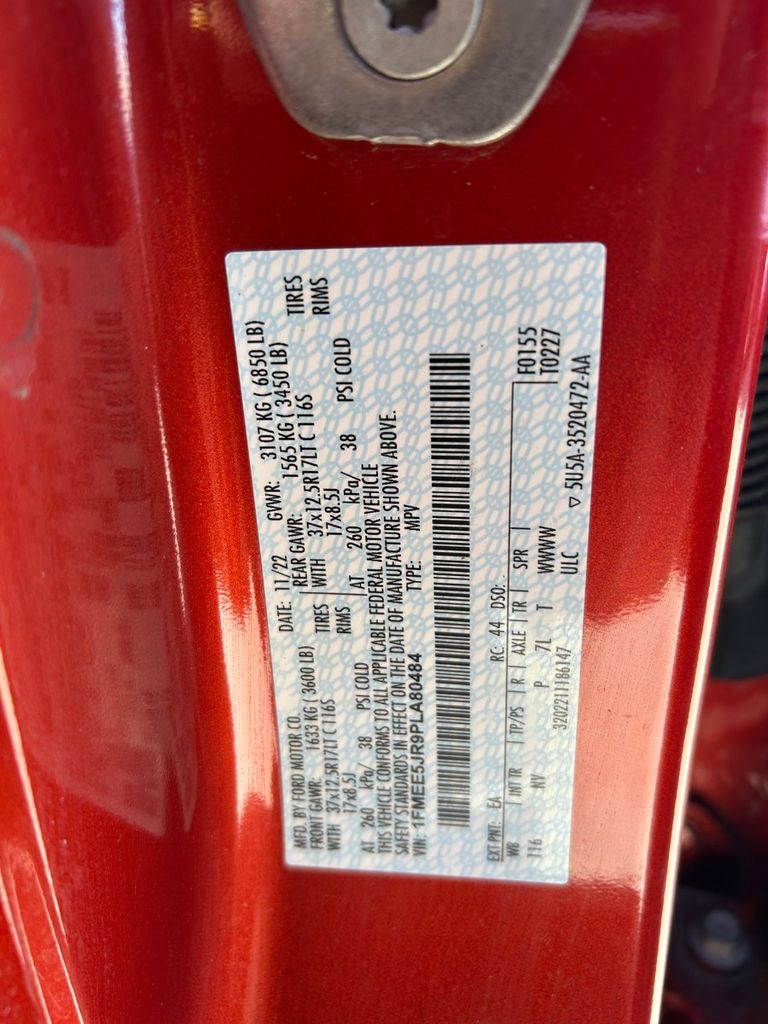 MFD. BY FORD MOTOR CO.
DATE: 11/22 GVWR: 3107 KG ( 6850 LB)
FRONT GAWR: 1633 KG ( 3600 LB)
REAR GAWR: 1565 KG ( 3450 LB)
WITH 37x12.5R17LT C 116S TIRES
WITH 37x12.5R17LT C 116S TIRES
17x8.5J RIMS
17x8.5J RIMS
AT 260 kPa/ 38 PSI COLD
AT 260 kPa/ 38 PSI COLD
THIS VEHICLE CONFORMS TO ALL APPLICABLE FEDERAL MOTOR VEHICLE
SAFETY STANDARDS IN EFFECT ON THE DATE OF MANUFACTURE SHOWN ABOVE.
VIN: 1FMEE5JR9PLA80484 TYPE: MPV
EXT PNT: EA RC: 44 DSO: F0155
WB INT TR TP/PS R AXLE TR SPR T0227
116 NV P 7L T WWWW
3202211186147 ULC ▽ 5U5A-3520472-AA